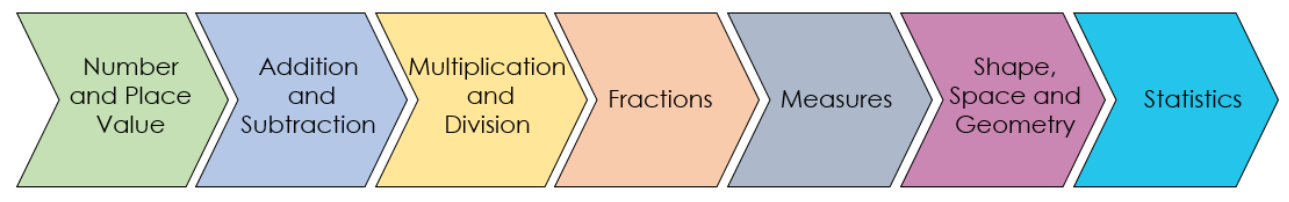 Number
and Place
Value
Addition
and
Subtraction
Multiplication
and
Division
Fractions
Measures
Shape,
Space and
Geometry
Statistics